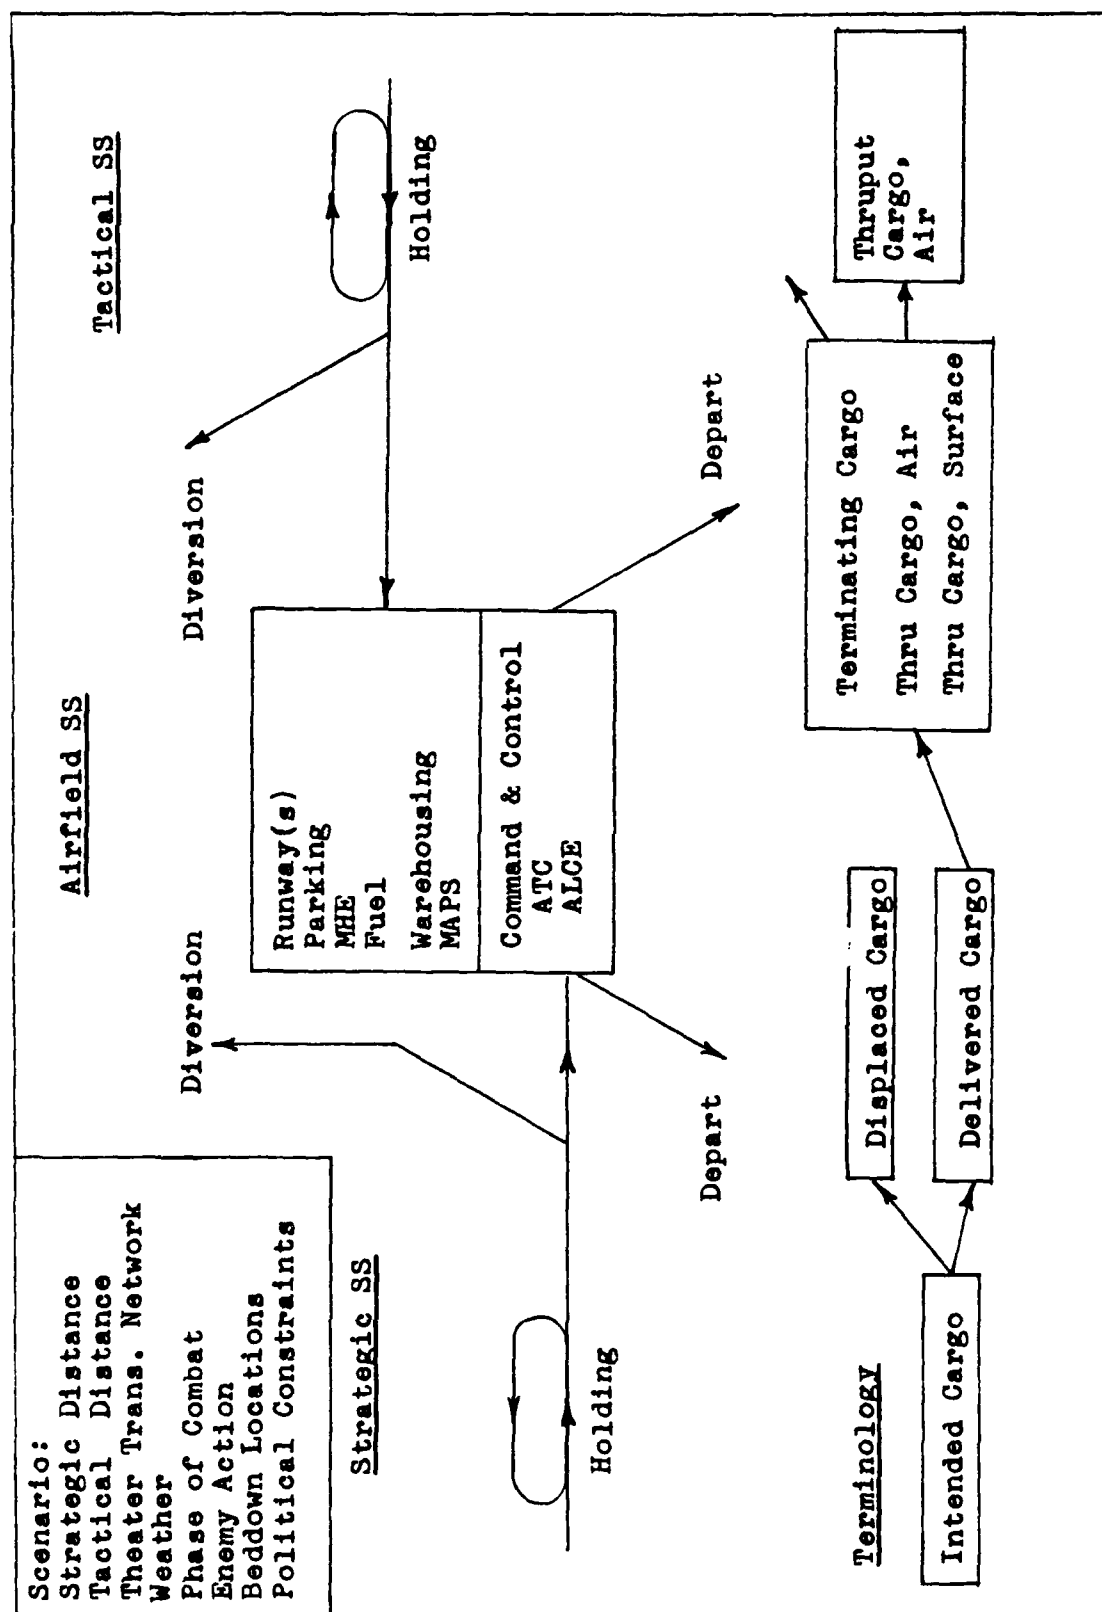 Scenario:
Strategic Distance
Tactical Distance
Theater Trans. Network
Weather
Phase of Combat
Enemy Action
Beddown Locations
Political Constraints
Strategic SS
Airfield SS
Tactical SS
Diversion
Diversion
Holding
Holding
Runway(s)
Parking
MHE
Fuel
Warehousing
MAPS
Command & Control
ATC
ALCE
Depart
Depart
Terminology
Intended Cargo
Displaced Cargo
Delivered Cargo
Terminating Cargo
Thru Cargo, Air
Thru Cargo, Surface
Thruput
Cargo,
Air